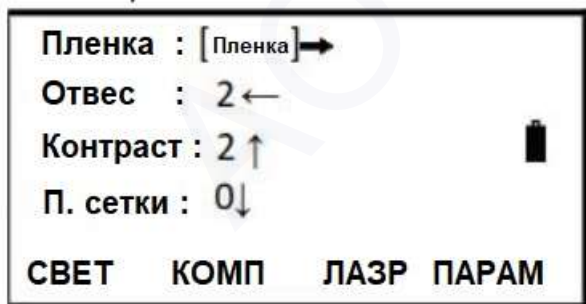 Пленка : [Пленка]→
Отвес : 2←
Контраст : 2↑
П. сетки : 0↓
СВЕТ КОМП ЛАЗР ПАРАМ